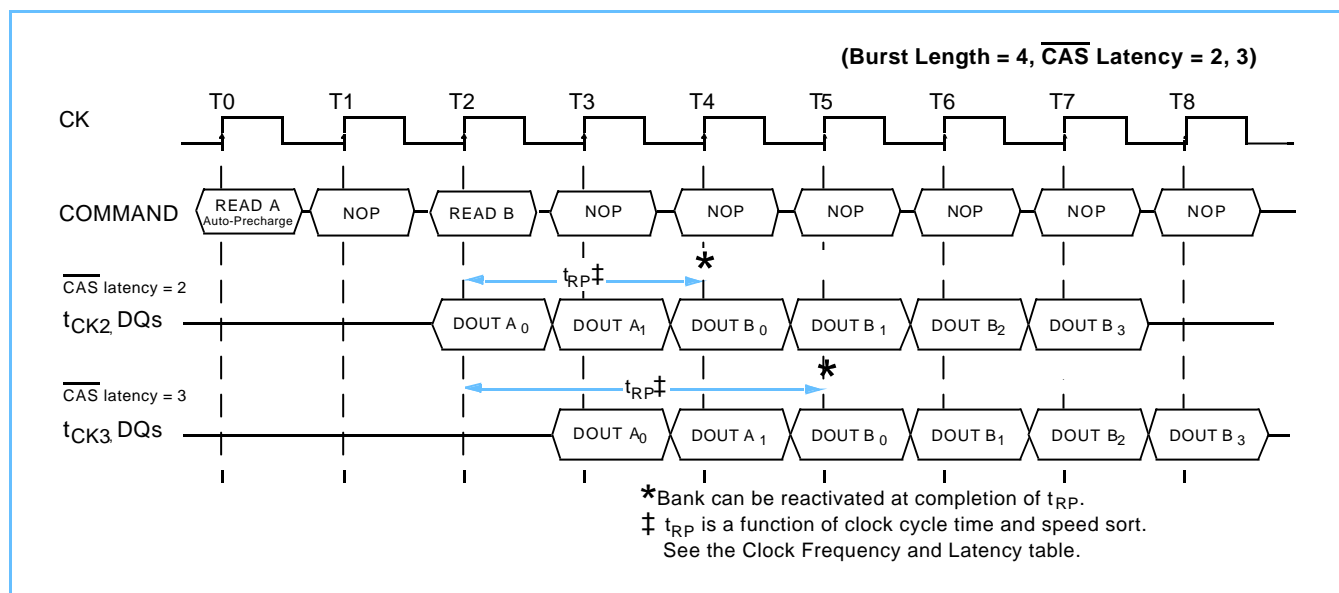 (Burst Length = 4, CAS Latency = 2, 3)
T0 T1 T2 T3 T4 T5 T6 T7 T8
CK
COMMAND
READ A Auto-Precharge NOP READ B NOP NOP NOP NOP NOP NOP
tRP‡ *
CAS latency = 2
tCK2, DQs
DOUT A0 DOUT A1 DOUT B0 DOUT B1 DOUT B2 DOUT B3
tRP‡ *
CAS latency = 3
tCK3, DQs
DOUT A0 DOUT A1 DOUT B0 DOUT B1 DOUT B2 DOUT B3
*Bank can be reactivated at completion of tRP.
‡ tRP is a function of clock cycle time and speed sort.
See the Clock Frequency and Latency table.